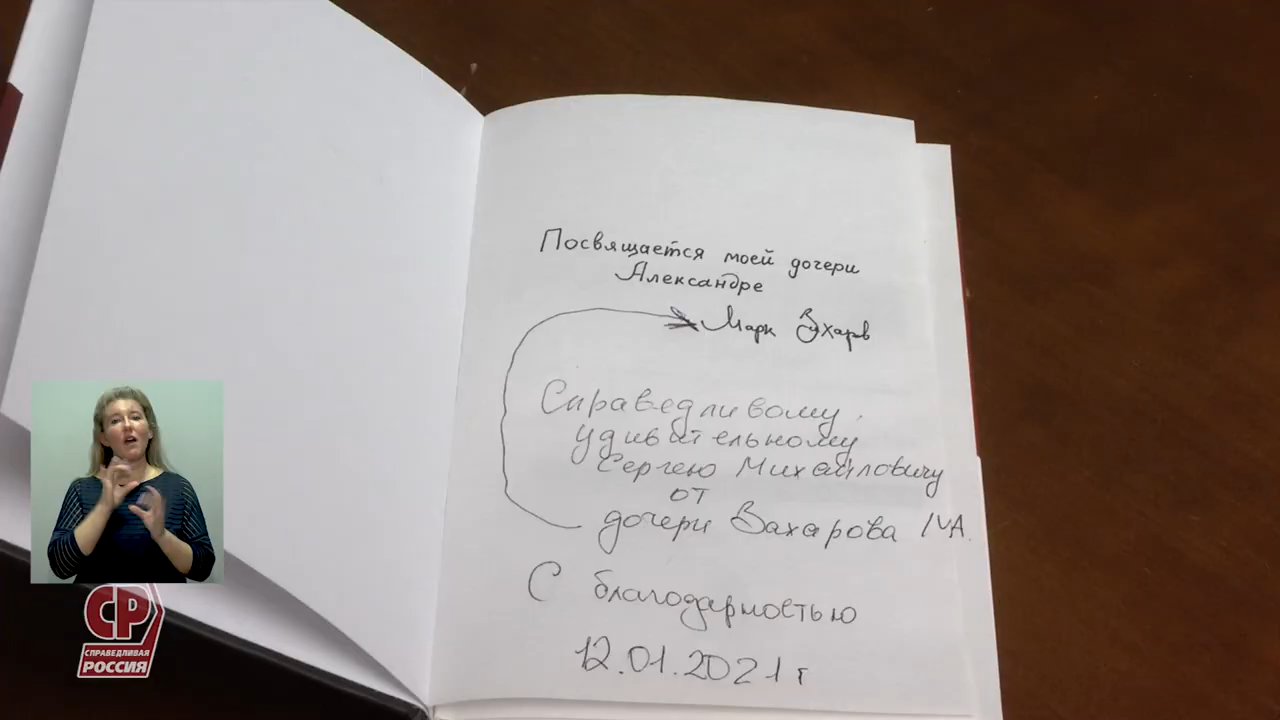 Посвящается моей дочери
Александре
Марк Захаров
Справедливому,
удивительному
Сергею Михайловичу
от
дочери Захарова М.А.
С благодарностью
12.01.2021 г
СР
СПРАВЕДЛИВАЯ
РОССИЯ